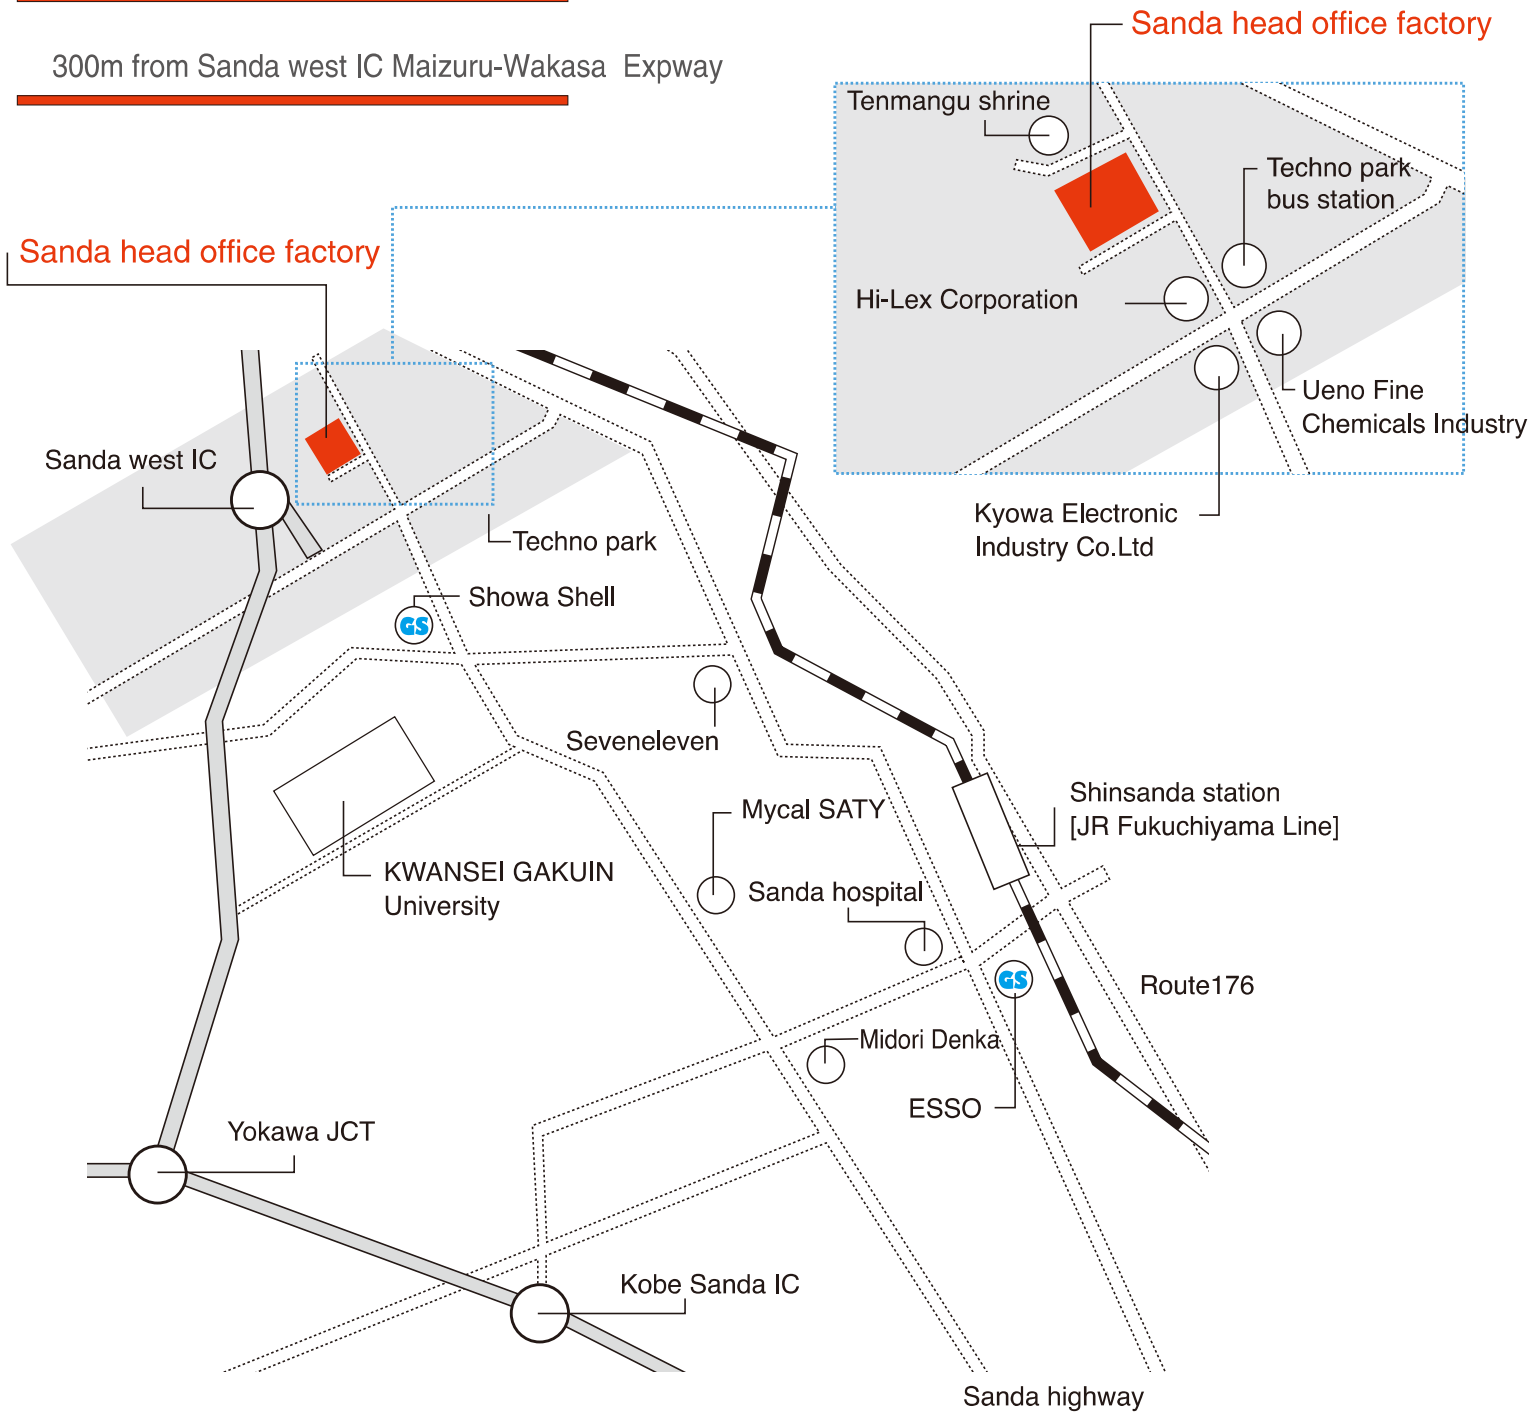 300m from Sanda west IC Maizuru-Wakasa Expway
Sanda head office factory
Tenmangu shrine
Techno park
bus station
Hi-Lex Corporation
Ueno Fine
Chemicals Industry
Kyowa Electronic
Industry Co.Ltd
Sanda head office factory
Sanda west IC
Techno park
Showa Shell
GS
Seveneleven
Mycal SATY
Shinsanda station
[JR Fukuchiyama Line]
KWANSEI GAKUIN
University
Sanda hospital
GS
Route176
Midori Denka
ESSO
Yokawa JCT
Kobe Sanda IC
Sanda highway